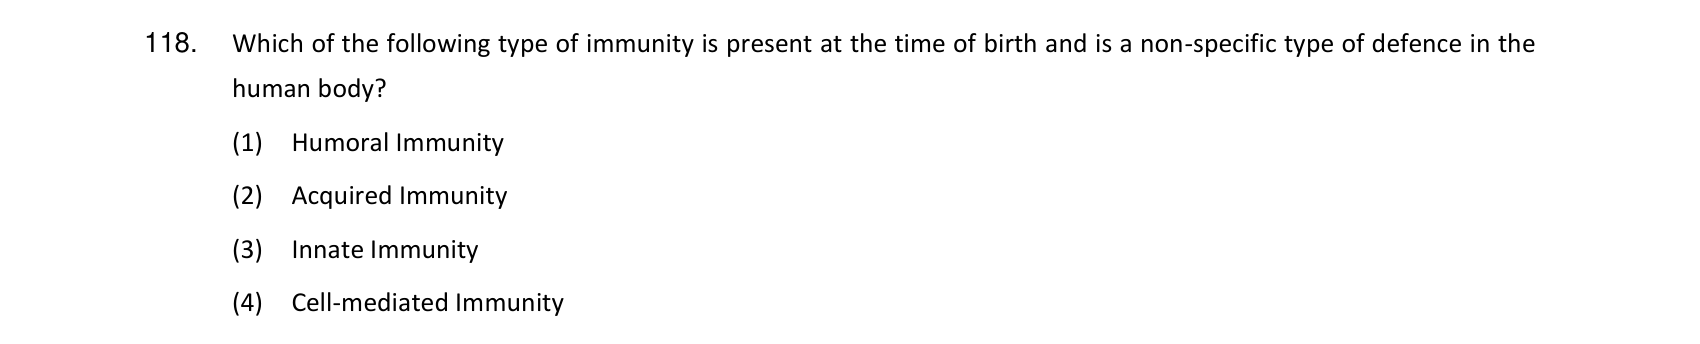 118. Which of the following type of immunity is present at the time of birth and is a non-specific type of defence in the
human body?
(1) Humoral Immunity
(2) Acquired Immunity
(3) Innate Immunity
(4) Cell-mediated Immunity